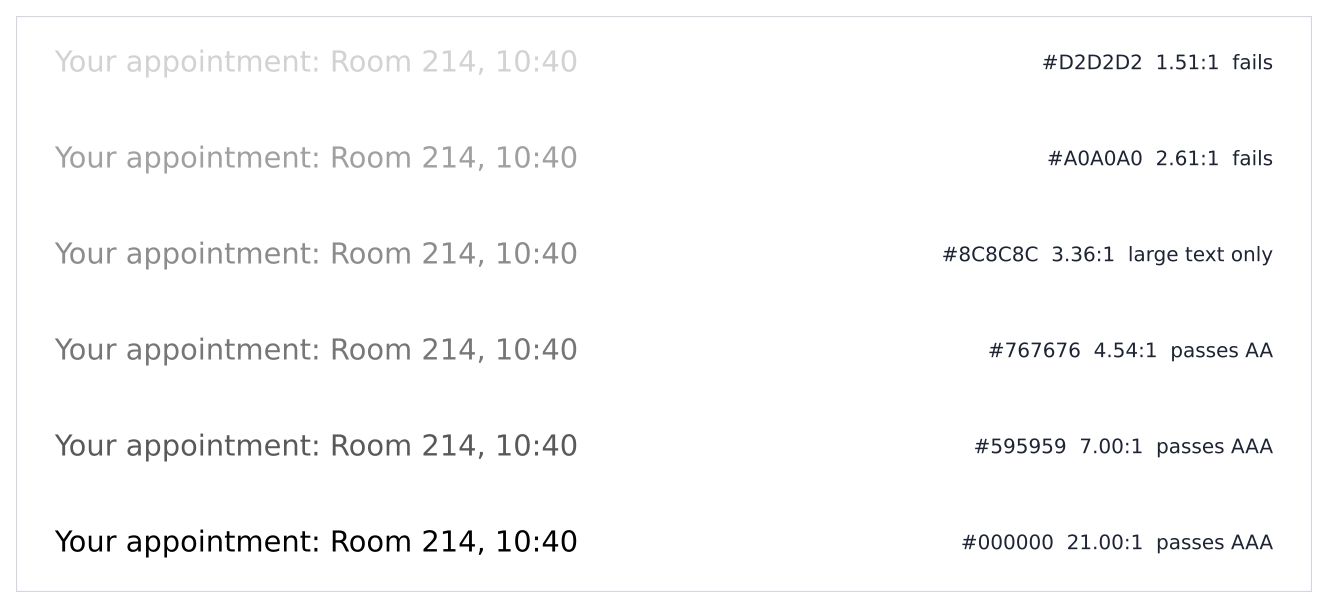 Your appointment: Room 214, 10:40 #D2D2D2 1.51:1 fails
Your appointment: Room 214, 10:40 #A0A0A0 2.61:1 fails
Your appointment: Room 214, 10:40 #8C8C8C 3.36:1 large text only
Your appointment: Room 214, 10:40 #767676 4.54:1 passes AA
Your appointment: Room 214, 10:40 #595959 7.00:1 passes AAA
Your appointment: Room 214, 10:40 #000000 21.00:1 passes AAA